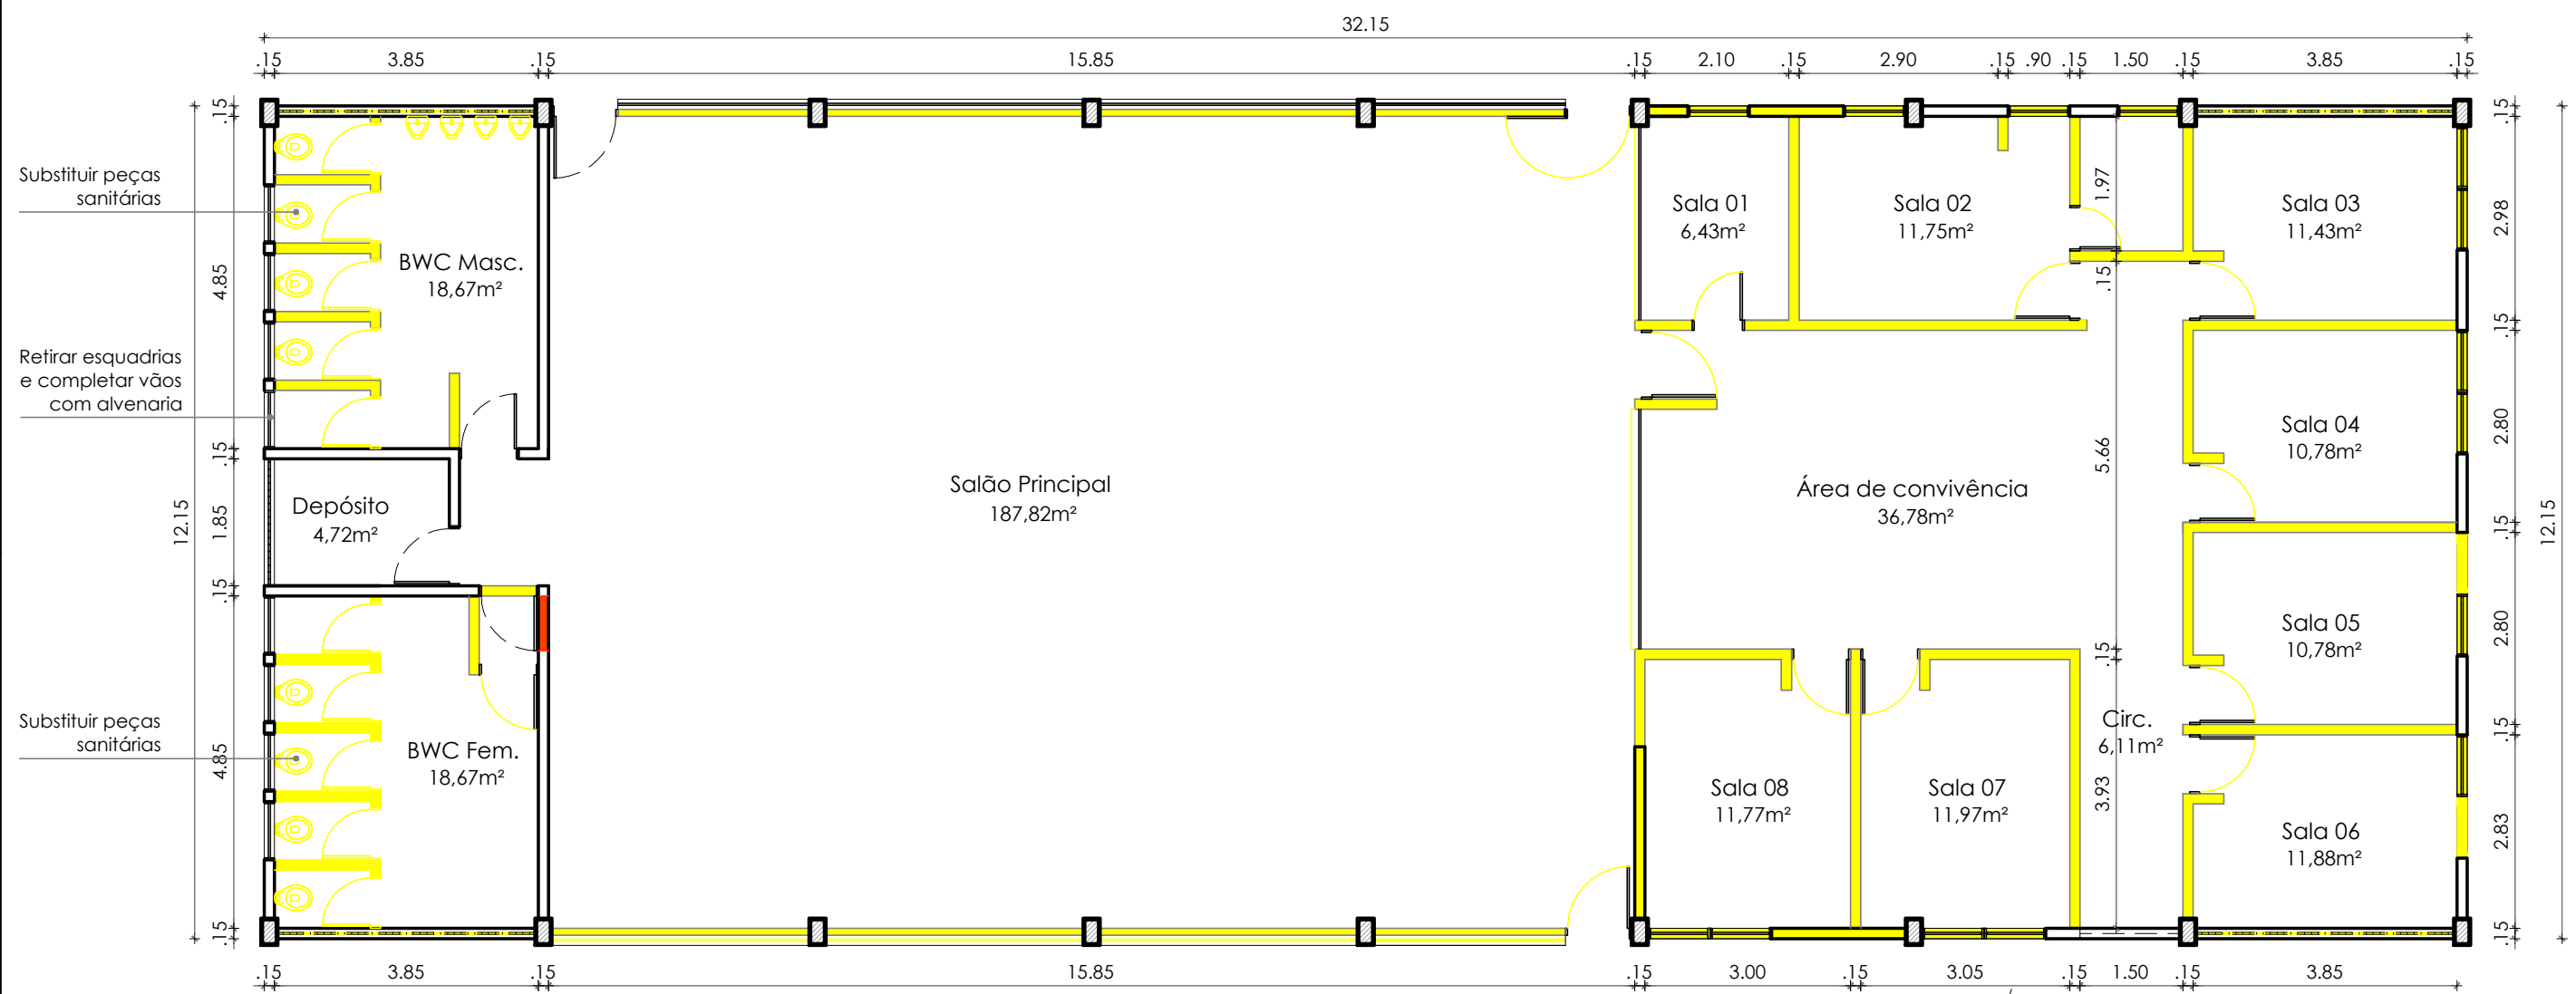 32.15
.15 3.85 .15 15.85 .15 2.10 .15 2.90 .15 .90 .15 1.50 .15 3.85 .15
Substituir peças
sanitárias
Retirar esquadrias
e completar vãos
com alvenaria
Substituir peças
sanitárias
12.15
.15
4.85
.15
1.85
.15
4.85
.15
BWC Masc.
18,67m²
Depósito
4,72m²
BWC Fem.
18,67m²
Salão Principal
187,82m²
Sala 01
6,43m²
Sala 02
11,75m²
Sala 03
11,43m²
Sala 04
10,78m²
Área de convivência
36,78m²
Sala 05
10,78m²
Circ.
6,11m²
Sala 08
11,77m²
Sala 07
11,97m²
Sala 06
11,88m²
1.97
.15
5.66
.15
3.93
.15
2.98
.15
2.80
.15
2.80
.15
2.83
.15
12.15
.15 3.85 .15 15.85 .15 3.00 .15 3.05 .15 1.50 .15 3.85